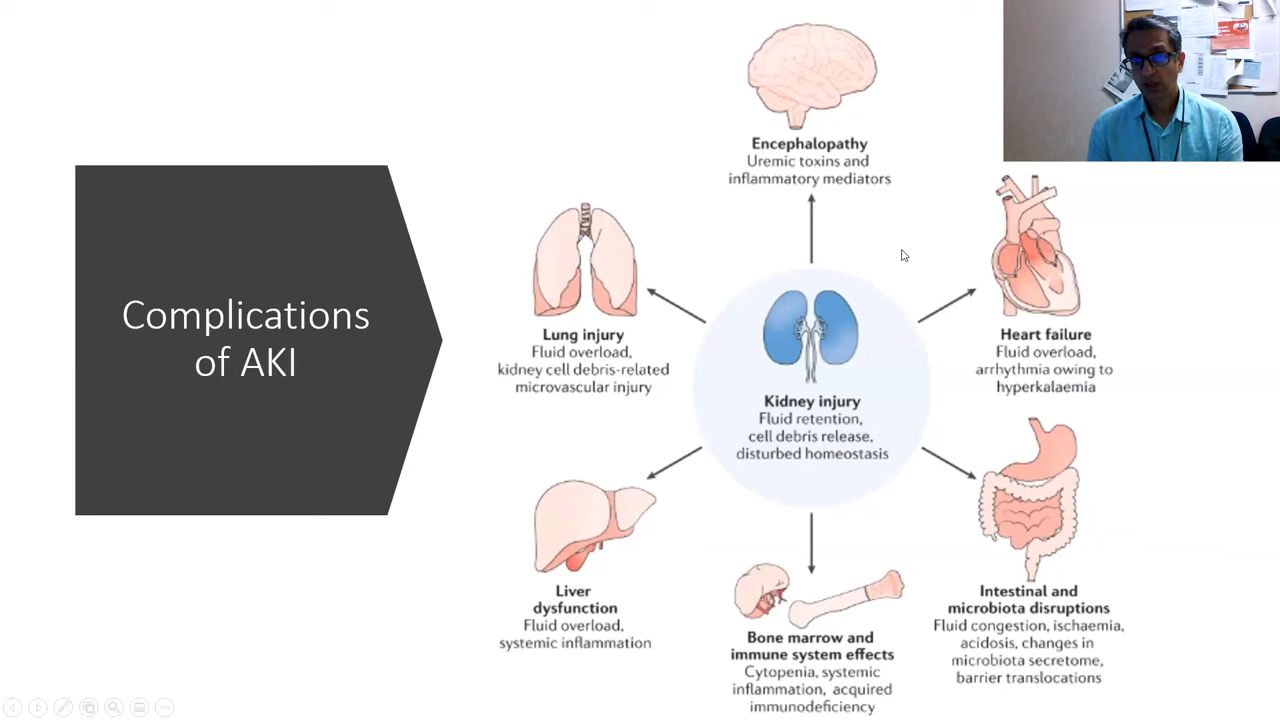 Complications
of AKI
Encephalopathy
Uremic toxins and
inflammatory mediators
Lung injury
Fluid overload,
kidney cell debris-related
microvascular injury
Heart failure
Fluid overload,
arrhythmia owing to
hyperkalaemia
Kidney injury
Fluid retention,
cell debris release,
disturbed homeostasis
Liver
dysfunction
Fluid overload,
systemic inflammation
Bone marrow and
immune system effects
Cytopenia, systemic
inflammation, acquired
immunodeficiency
Intestinal and
microbiota disruptions
Fluid congestion, ischaemia,
acidosis, changes in
microbiota secretome,
barrier translocations